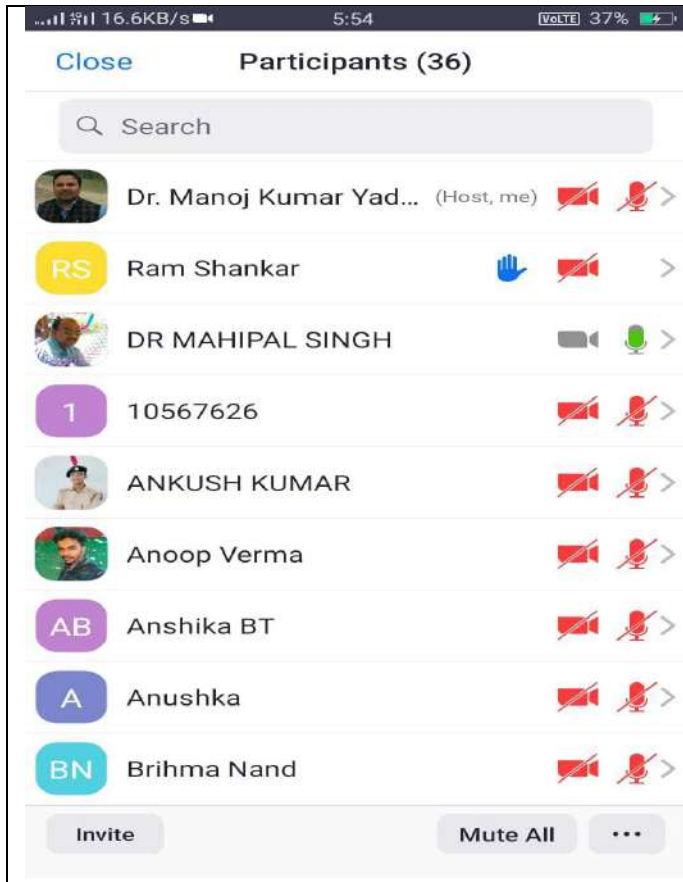 16.6KB/s 5:54 VoLTE 37%
Close Participants (36)
Search
Dr. Manoj Kumar Yad... (Host, me)
RS Ram Shankar
DR MAHIPAL SINGH
1 10567626
ANKUSH KUMAR
Anoop Verma
AB Anshika BT
A Anushka
BN Brihma Nand
Invite Mute All ...